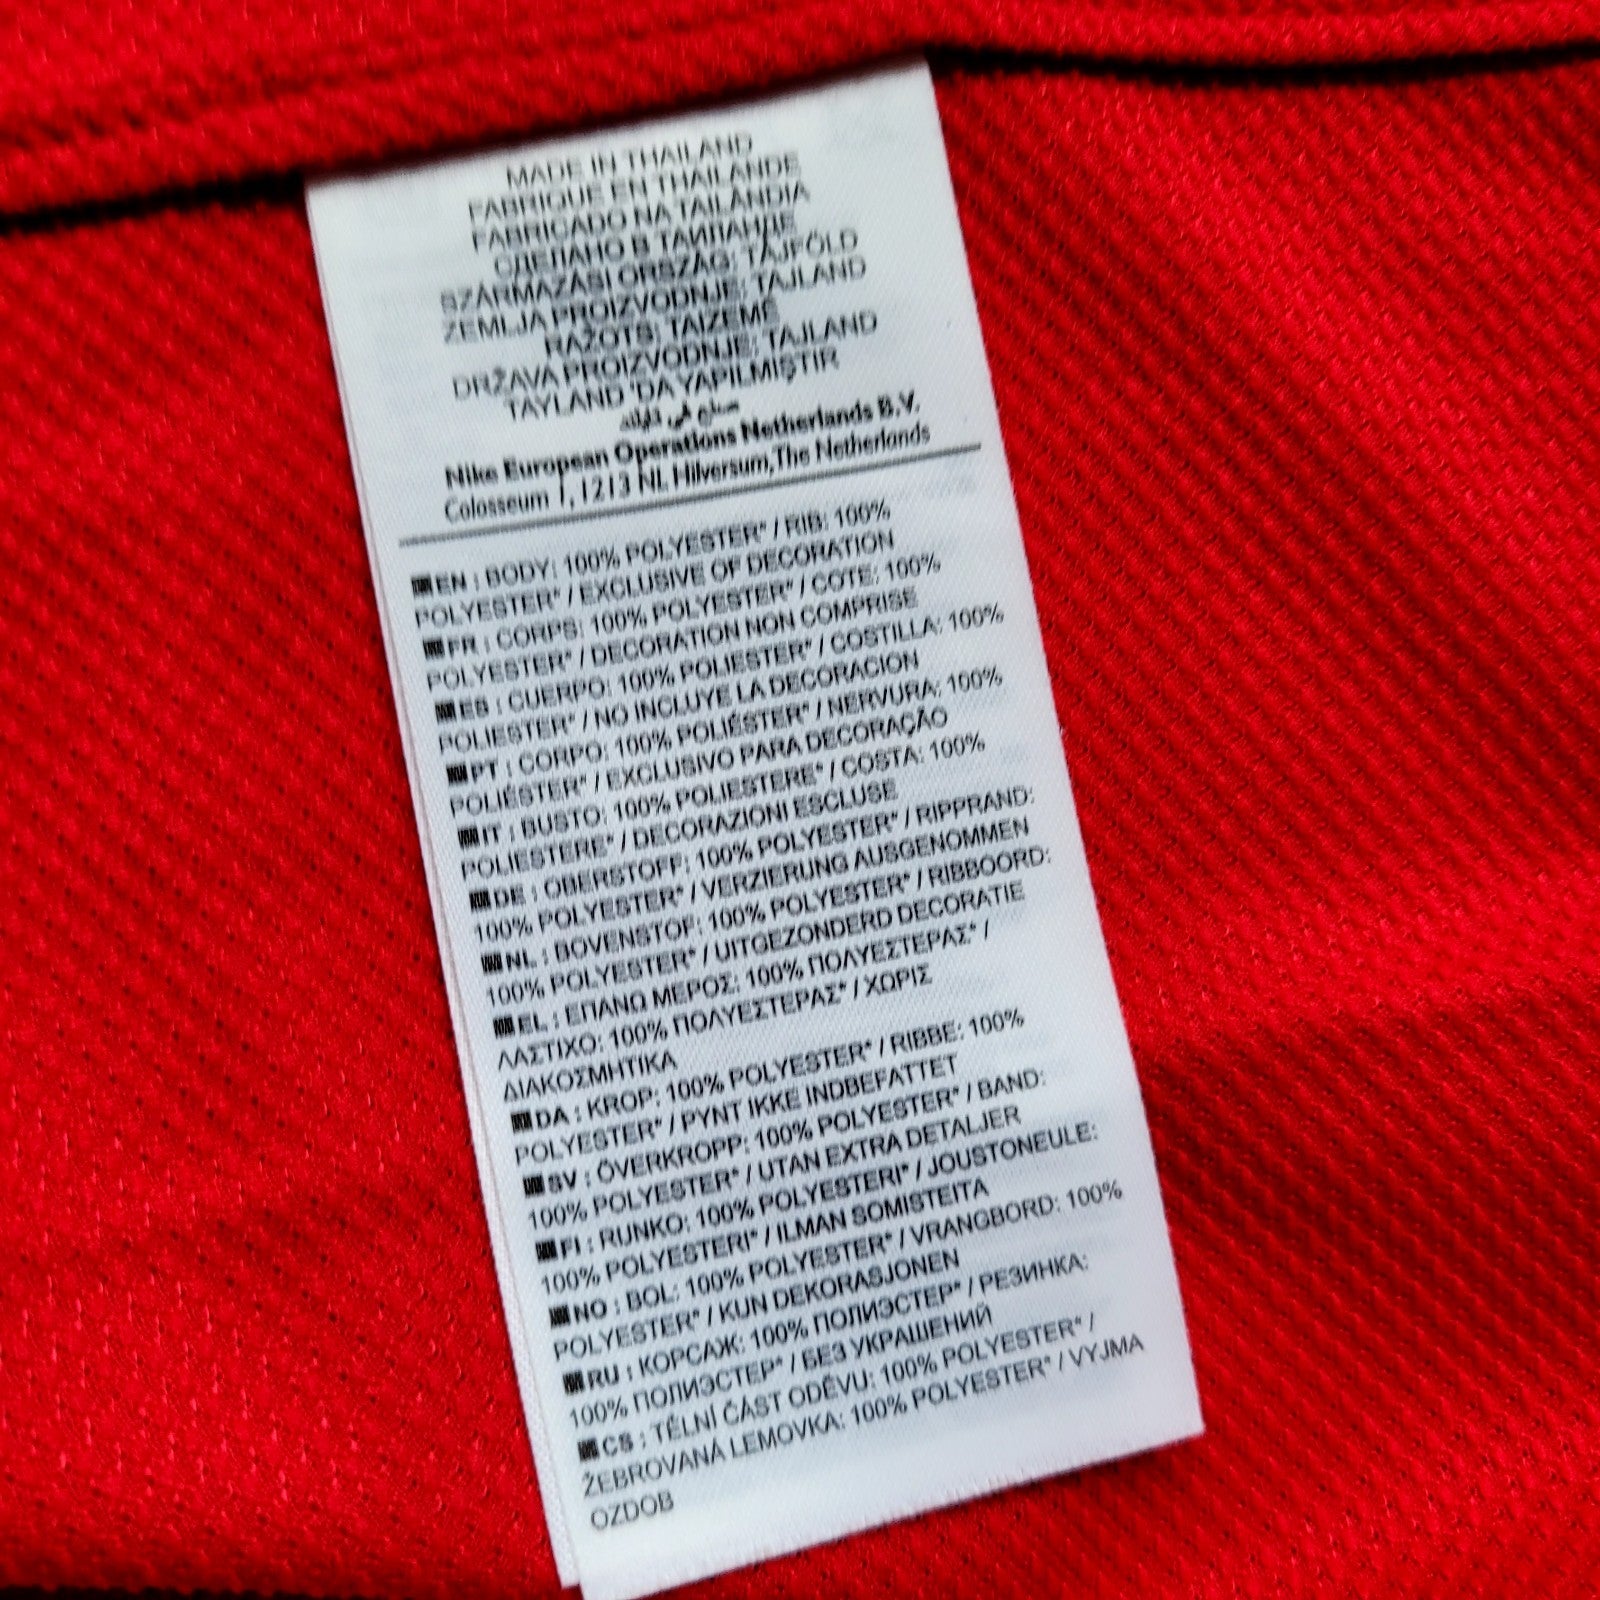 MADE IN THAILAND
FABRIQUE EN THAILANDE
FABRICADO NA TAILÂNDIA
СДЕЛАНО В ТАИЛАНДЕ
SZÁRMAZÁSI ORSZÁG: TÁJFÖLD
ZEMLJA PROIZVODNJE: TAJLAND
RAŽOTS: TAIZEMĒ
DRŽAVA PROIZVODNJE: TAJLAND
TAYLAND 'DA YAPILMIŞTIR
صنع في تايلاند
Nike European Operations Netherlands B.V.
Colosseum 1, 1213 NL Hilversum, The Netherlands
EN : BODY: 100% POLYESTER* / RIB: 100%
POLYESTER* / EXCLUSIVE OF DECORATION
FR : CORPS: 100% POLYESTER* / COTE: 100%
POLYESTER* / DECORATION NON COMPRISE
ES : CUERPO: 100% POLIESTER* / COSTILLA: 100%
POLIESTER* / NO INCLUYE LA DECORACION
PT : CORPO: 100% POLIÉSTER* / NERVURA: 100%
POLIÉSTER* / EXCLUSIVO PARA DECORAÇÃO
IT : BUSTO: 100% POLIESTERE* / COSTA: 100%
POLIESTERE* / DECORAZIONI ESCLUSE
DE : OBERSTOFF: 100% POLYESTER* / RIPPRAND:
100% POLYESTER* / VERZIERUNG AUSGENOMMEN
NL : BOVENSTOF: 100% POLYESTER* / RIBBOORD:
100% POLYESTER* / UITGEZONDERD DECORATIE
EL : ΕΠΑΝΩ ΜΕΡΟΣ: 100% ΠΟΛΥΕΣΤΕΡΑΣ* /
ΛΑΣΤΙΧΟ: 100% ΠΟΛΥΕΣΤΕΡΑΣ* / ΧΩΡΙΣ
ΔΙΑΚΟΣΜΗΤΙΚΑ
DA : KROP: 100% POLYESTER* / RIBBE: 100%
POLYESTER* / PYNT IKKE INDBEFATTET
SV : ÖVERKROPP: 100% POLYESTER* / BAND:
100% POLYESTER* / UTAN EXTRA DETALJER
FI : RUNKO: 100% POLYESTERI* / JOUSTONEULE:
100% POLYESTERI* / ILMAN SOMISTEITA
NO : BOL: 100% POLYESTER* / VRANGBORD: 100%
POLYESTER* / KUN DEKORASJONEN
RU : КОРСАЖ: 100% ПОЛИЭСТЕР* / РЕЗИНКА:
100% ПОЛИЭСТЕР* / БЕЗ УКРАШЕНИЙ
CS : TĚLNÍ ČÁST ODĚVU: 100% POLYESTER* /
ŽEBROVANÁ LEMOVKA: 100% POLYESTER* / VYJMA
OZDOB